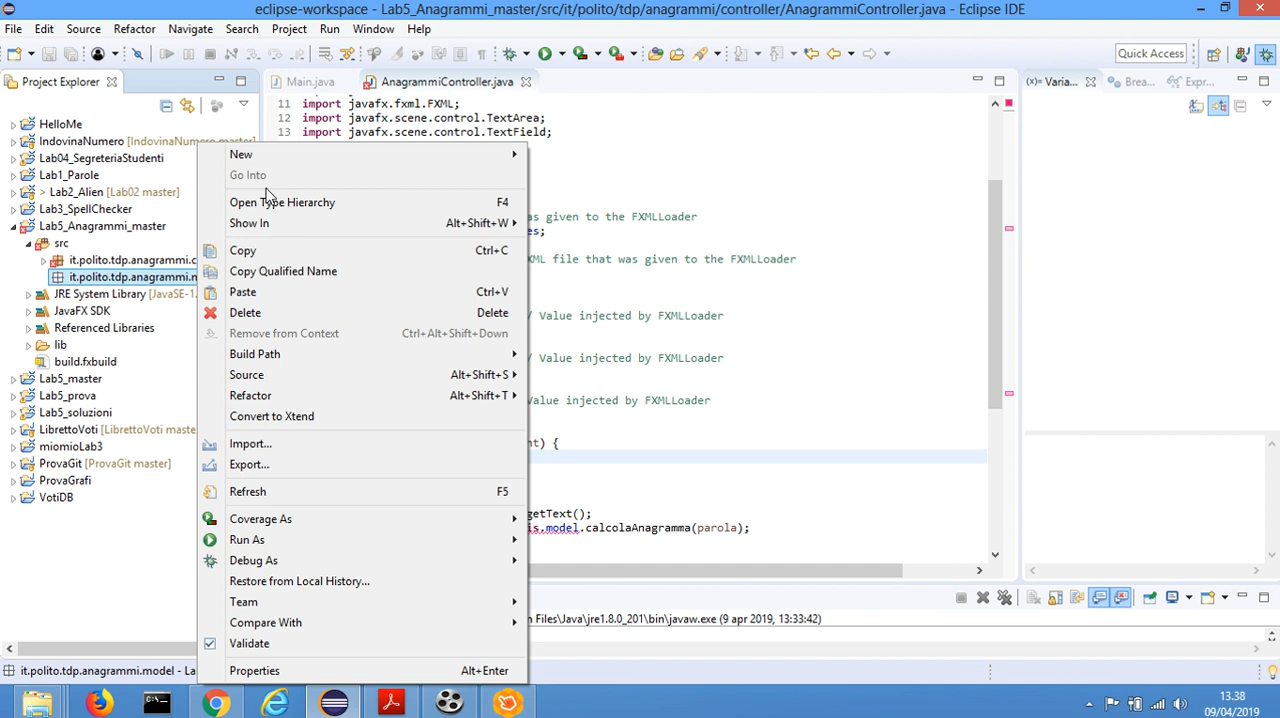 eclipse-workspace - Lab5_Anagrammi_master/src/it/polito/tdp/anagrammi/controller/AnagrammiController.java - Eclipse IDE
File Edit Source Refactor Navigate Search Project Run Window Help
Quick Access
Project Explorer
Main.java AnagrammiController.java
Varia... Brea... Expr...
HelloMe
IndovinaNumero [IndovinaNumero master]
Lab04_SegreteriaStudenti
Lab1_Parole
> Lab2_Alien [Lab02 master]
Lab3_SpellChecker
Lab5_Anagrammi_master
src
it.polito.tdp.anagrammi.c
it.polito.tdp.anagrammi.m
JRE System Library [JavaSE-1.
JavaFX SDK
Referenced Libraries
lib
build.fxbuild
Lab5_master
Lab5_prova
Lab5_soluzioni
LibrettoVoti [LibrettoVoti maste
miomioLab3
ProvaGit [ProvaGit master]
ProvaGrafi
VotiDB
11 import javafx.fxml.FXML;
12 import javafx.scene.control.TextArea;
13 import javafx.scene.control.TextField;
as given to the FXMLLoader
es;
XML file that was given to the FXMLLoader
/ Value injected by FXMLLoader
/ Value injected by FXMLLoader
Value injected by FXMLLoader
nt) {
getText();
is.model.calcolaAnagramma(parola);
New
Go Into
Open Type Hierarchy F4
Show In Alt+Shift+W
Copy Ctrl+C
Copy Qualified Name
Paste Ctrl+V
Delete Delete
Remove from Context Ctrl+Alt+Shift+Down
Build Path
Source Alt+Shift+S
Refactor Alt+Shift+T
Convert to Xtend
Import...
Export...
Refresh F5
Coverage As
Run As
Debug As
Restore from Local History...
Team
Compare With
Validate
Properties Alt+Enter
n Files\Java\jre1.8.0_201\bin\javaw.exe (9 apr 2019, 13:33:42)
it.polito.tdp.anagrammi.model - La
13.38
09/04/2019